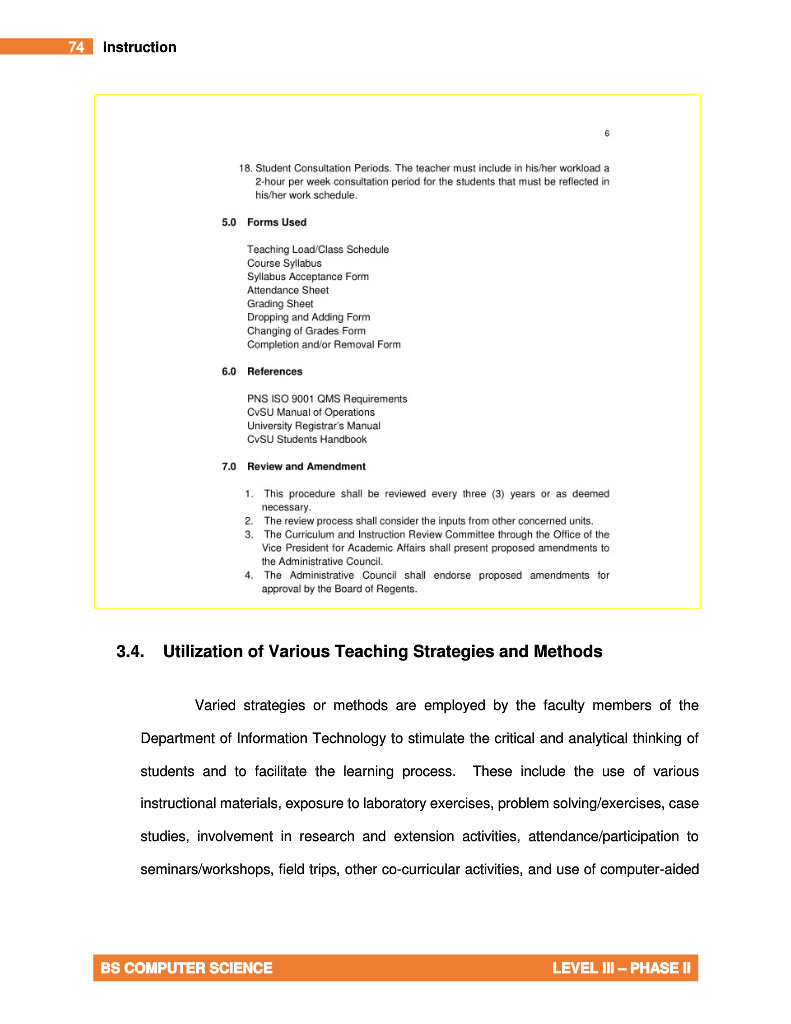 74 Instruction
6
18. Student Consultation Periods. The teacher must include in his/her workload a
2-hour per week consultation period for the students that must be reflected in
his/her work schedule.
5.0 Forms Used
Teaching Load/Class Schedule
Course Syllabus
Syllabus Acceptance Form
Attendance Sheet
Grading Sheet
Dropping and Adding Form
Changing of Grades Form
Completion and/or Removal Form
6.0 References
PNS ISO 9001 QMS Requirements
CvSU Manual of Operations
University Registrar's Manual
CvSU Students Handbook
7.0 Review and Amendment
1. This procedure shall be reviewed every three (3) years or as deemed
necessary.
2. The review process shall consider the inputs from other concerned units.
3. The Curriculum and Instruction Review Committee through the Office of the
Vice President for Academic Affairs shall present proposed amendments to
the Administrative Council.
4. The Administrative Council shall endorse proposed amendments for
approval by the Board of Regents.
3.4. Utilization of Various Teaching Strategies and Methods
Varied strategies or methods are employed by the faculty members of the
Department of Information Technology to stimulate the critical and analytical thinking of
students and to facilitate the learning process. These include the use of various
instructional materials, exposure to laboratory exercises, problem solving/exercises, case
studies, involvement in research and extension activities, attendance/participation to
seminars/workshops, field trips, other co-curricular activities, and use of computer-aided
BS COMPUTER SCIENCE LEVEL III – PHASE II